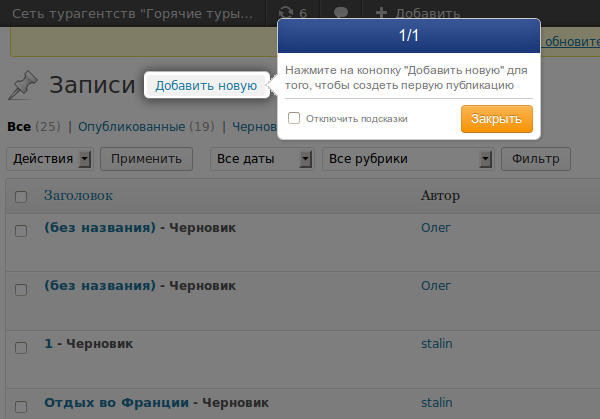 Сеть турагентств "Горячие туры... 6 Добавить
1/1
обновите
Нажмите на конопку "Добавить новую" для
того, чтобы создеть первую публикацию
Записи Добавить новую
Отключить подсказки Закрыть
Все (25) | Опубликованные (19) | Чернов
Действия Применить Все даты Все рубрики Фильтр
Заголовок Автор
(без названия) - Черновик Олег
(без названия) - Черновик Олег
1 - Черновик stalin
Отдых во Франции - Черновик stalin